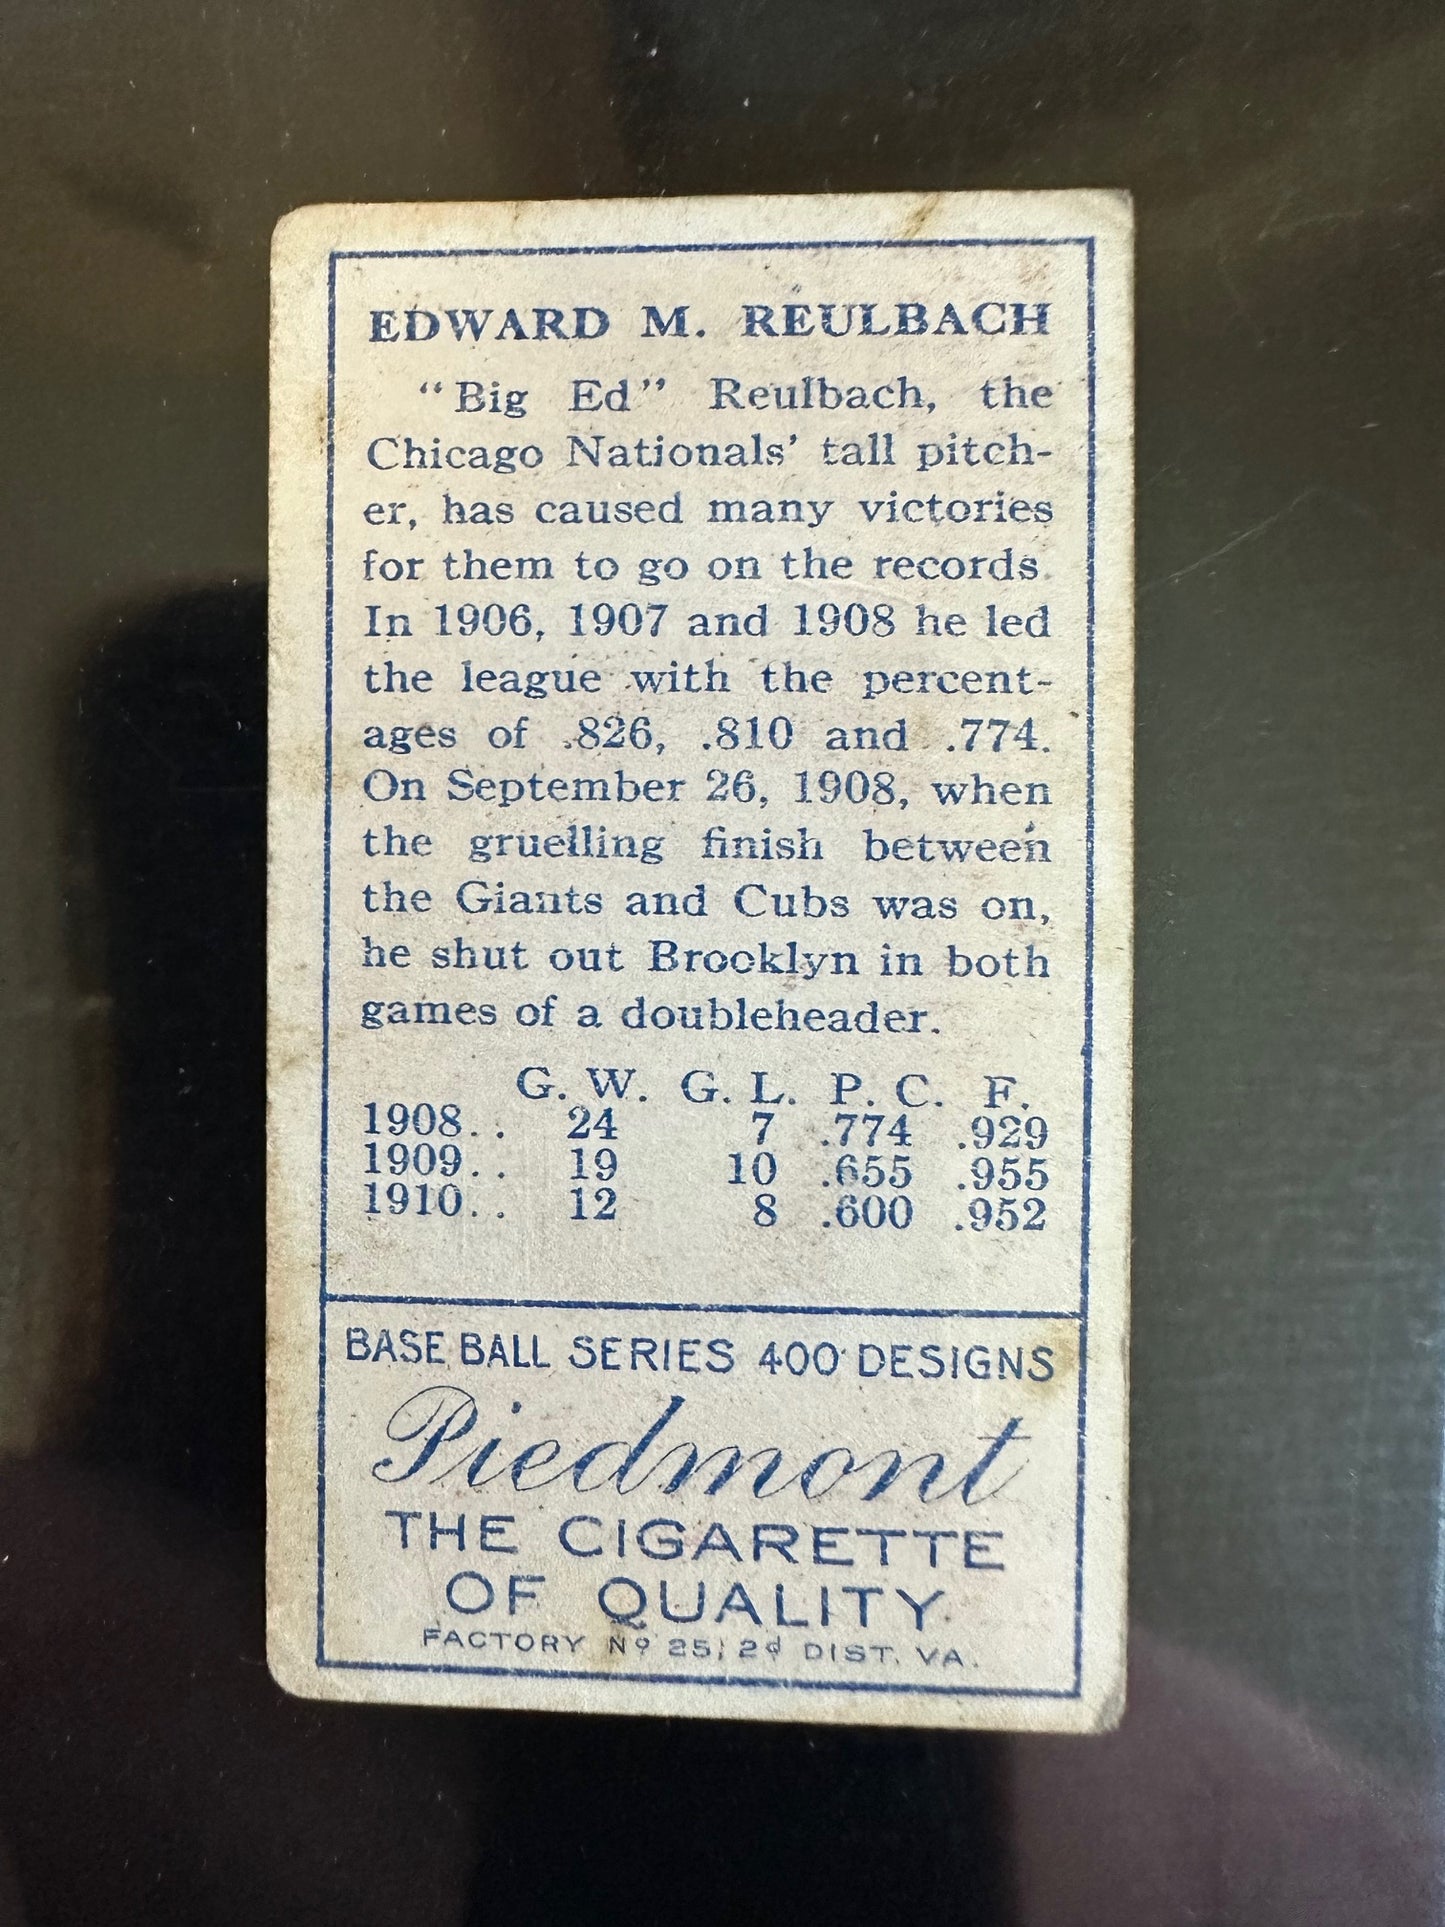 EDWARD M. REULBACH
"Big Ed" Reulbach, the
Chicago Nationals' tall pitch-
er, has caused many victories
for them to go on the records.
In 1906, 1907 and 1908 he led
the league with the percent-
ages of .826, .810 and .774.
On September 26, 1908, when
the gruelling finish between
the Giants and Cubs was on,
he shut out Brooklyn in both
games of a doubleheader.
G. W. G. L. P. C. F.
1908.. 24 7 .774 .929
1909.. 19 10 .655 .955
1910.. 12 8 .600 .952
BASE BALL SERIES 400 DESIGNS
Piedmont
THE CIGARETTE
OF QUALITY.
FACTORY Nº 25, 2d DIST. VA.